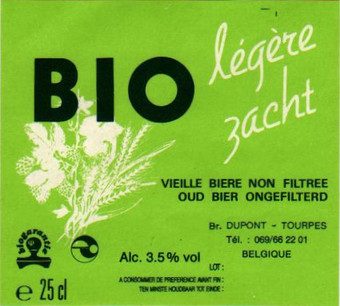 légère
BIO
zacht
VIEILLE BIERE NON FILTREE
OUD BIER ONGEFILTERD
Br. DUPONT - TOURPES
Tél. : 069/66 22 01
BELGIQUE
biogarantie
Alc. 3.5% vol
LOT :
e 25 cl
A CONSOMMER DE PREFERENCE AVANT FIN :
TEN MINSTE HOUDBAAR TOT EINDE :